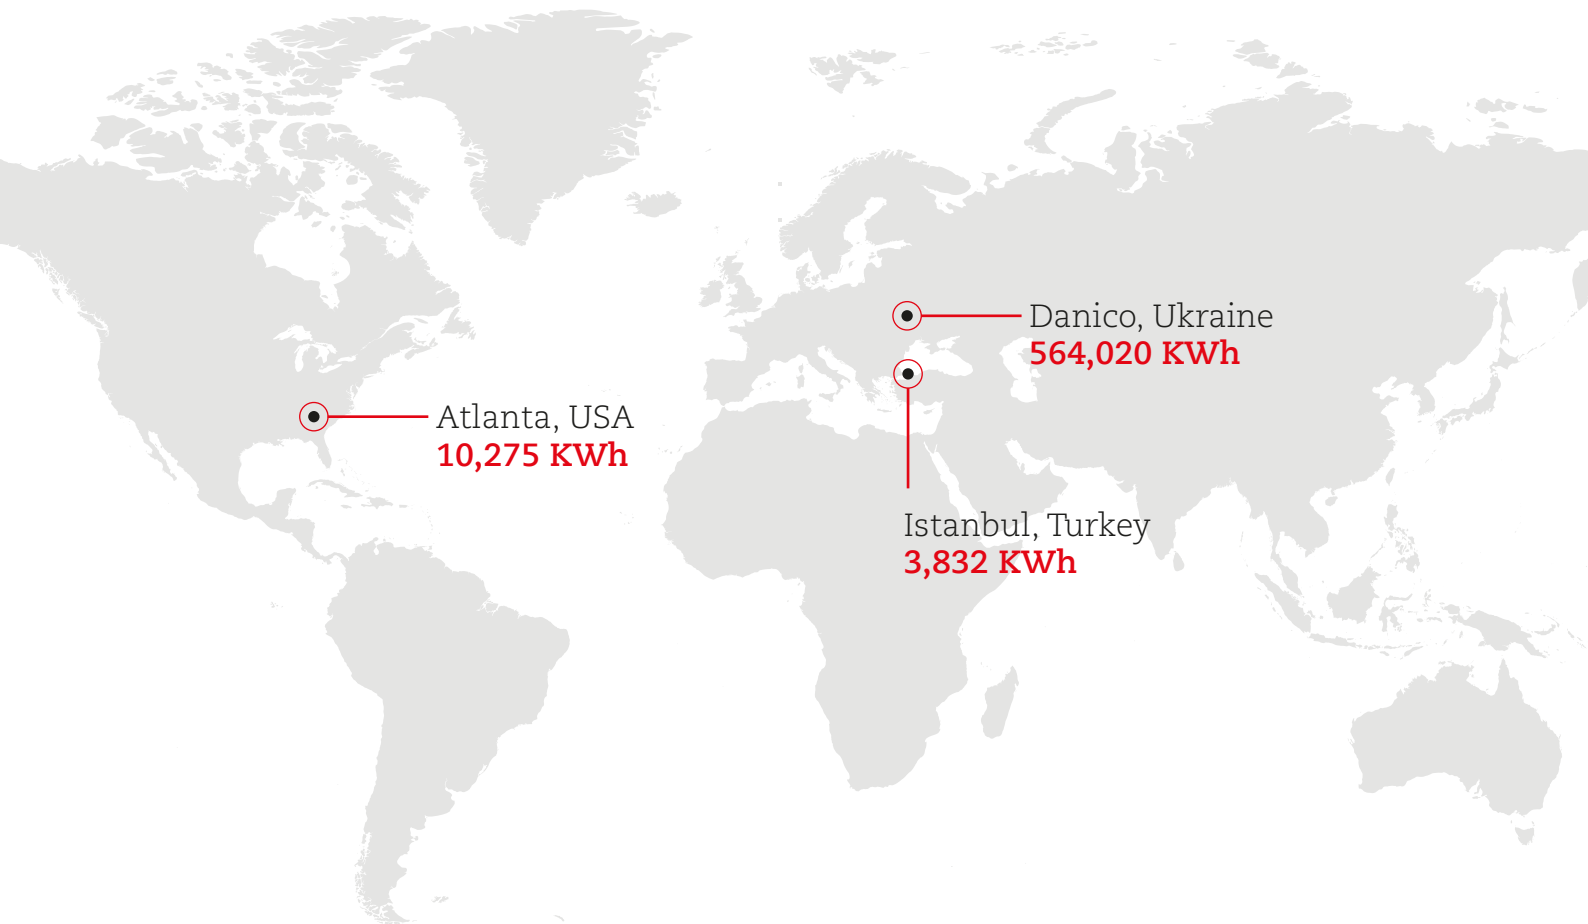 Danico, Ukraine
564,020 KWh
Atlanta, USA
10,275 KWh
Istanbul, Turkey
3,832 KWh